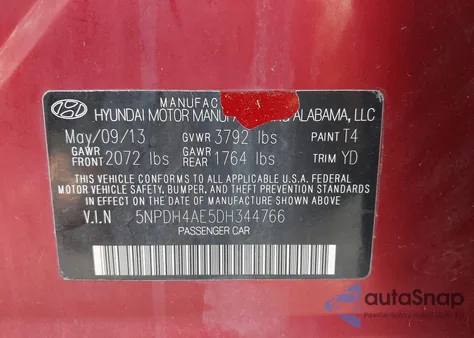 MANUFAC
HYUNDAI MOTOR MANU ALABAMA, LLC
May/09/13 GVWR 3792 lbs PAINT T4
GAWR FRONT 2072 lbs GAWR REAR 1764 lbs TRIM YD
THIS VEHICLE CONFORMS TO ALL APPLICABLE U.S. FEDERAL
MOTOR VEHICLE SAFETY, BUMPER, AND THEFT PREVENTION
STANDARDS IN EFFECT ON THE DATE OF MANUFACTURE SHOWN ABOVE.
V.I.N 5NPDH4AE5DH344766
PASSENGER CAR
autoSnap